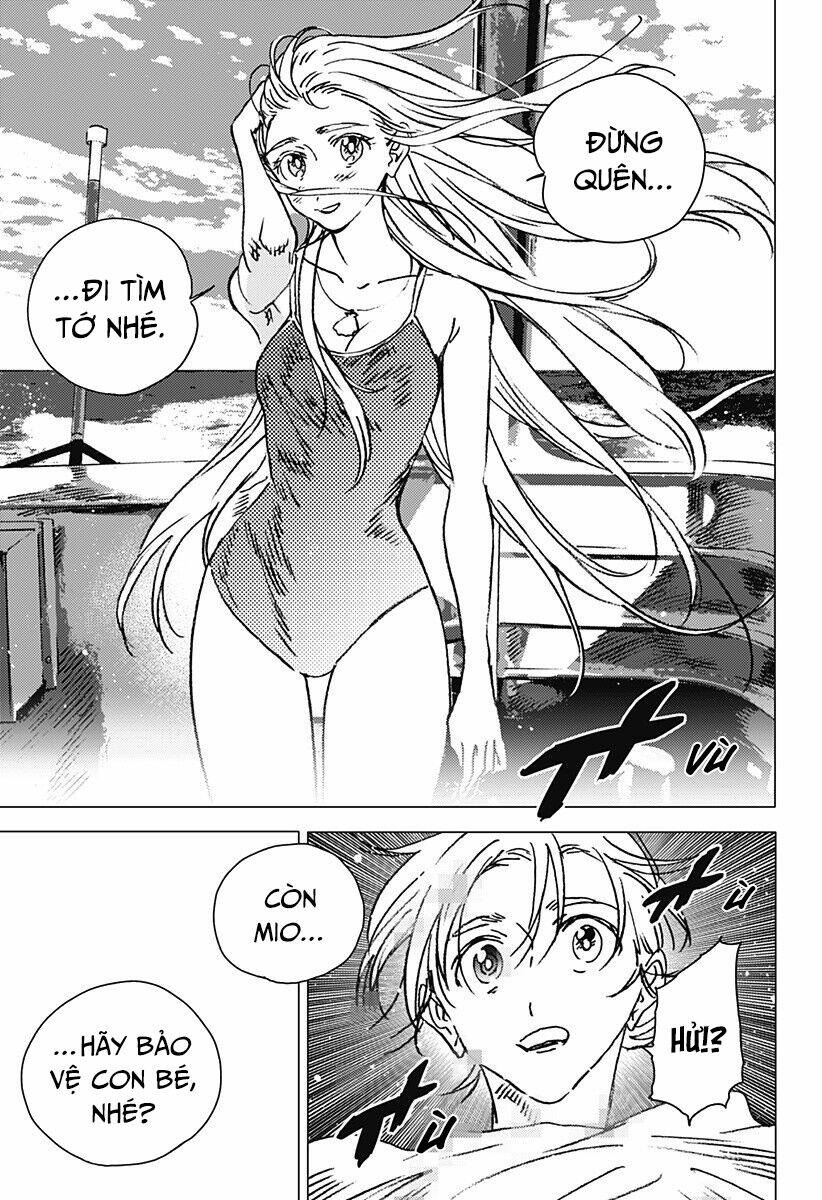 ĐỪNG
QUÊN...
...ĐI TÌM
TỚ NHÉ.
VÙ
CÒN
MIO...
Ù
HỬ!?
...HÃY BẢO
VỆ CON BÉ,
NHÉ?
Ù